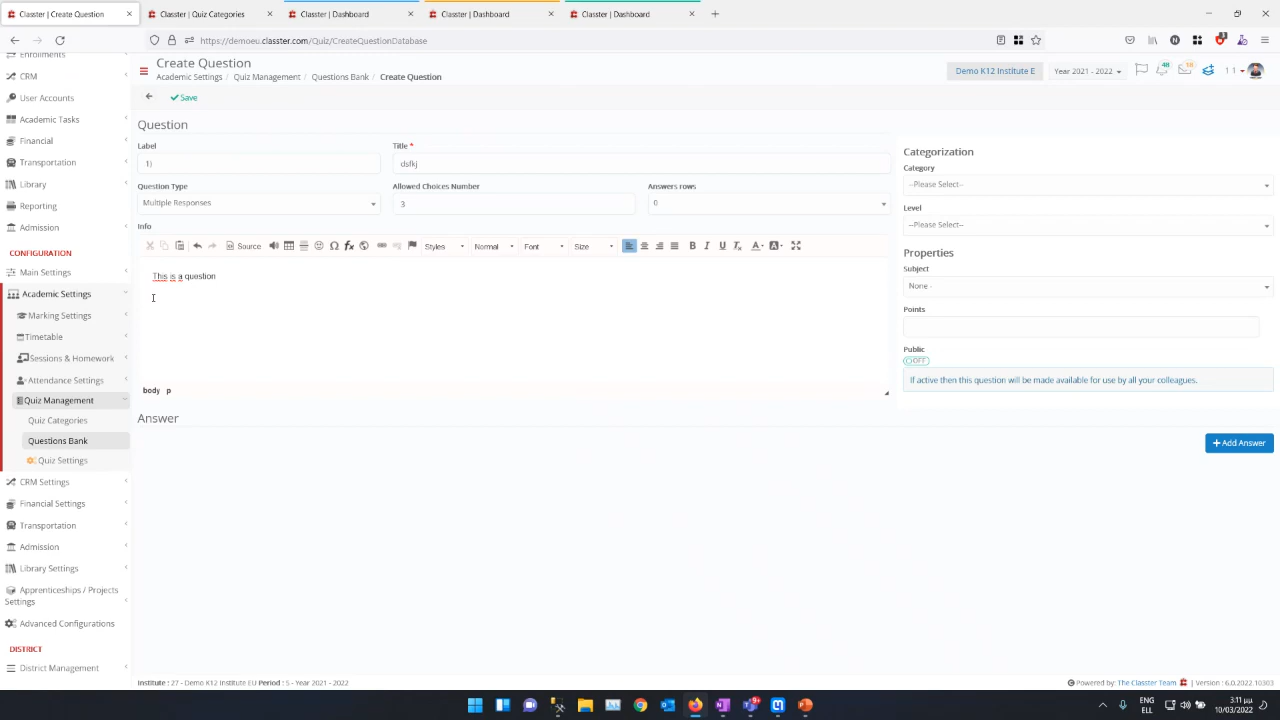 Classter | Create Question
Classter | Quiz Categories
Classter | Dashboard
Classter | Dashboard
Classter | Dashboard
https://demoeu.classter.com/Quiz/CreateQuestionDatabase
Enrollments
CRM
User Accounts
Academic Tasks
Financial
Transportation
Library
Reporting
Admission
CONFIGURATION
Main Settings
Academic Settings
Marking Settings
Timetable
Sessions & Homework
Attendance Settings
Quiz Management
Quiz Categories
Questions Bank
Quiz Settings
CRM Settings
Financial Settings
Transportation
Admission
Library Settings
Apprenticeships / Projects
Settings
Advanced Configurations
DISTRICT
District Management
Create Question
Academic Settings / Quiz Management / Questions Bank / Create Question
Demo K12 Institute E
Year 2021 - 2022
48
18
1 1
Save
Question
Label
1)
Title *
dsfkj
Question Type
Multiple Responses
Allowed Choices Number
3
Answers rows
0
Info
Source
Styles
Normal
Font
Size
This is a question
body p
Answer
Add Answer
Categorization
Category
--Please Select--
Level
--Please Select--
Properties
Subject
None -
Points
Public
OFF
If active then this question will be made available for use by all your colleagues.
Institute : 27 - Demo K12 Institute EU Period : 5 - Year 2021 - 2022
Powered by: The Classter Team | Version : 6.0.2022.10303
ENG
EL
3:11 μμ
10/03/2022